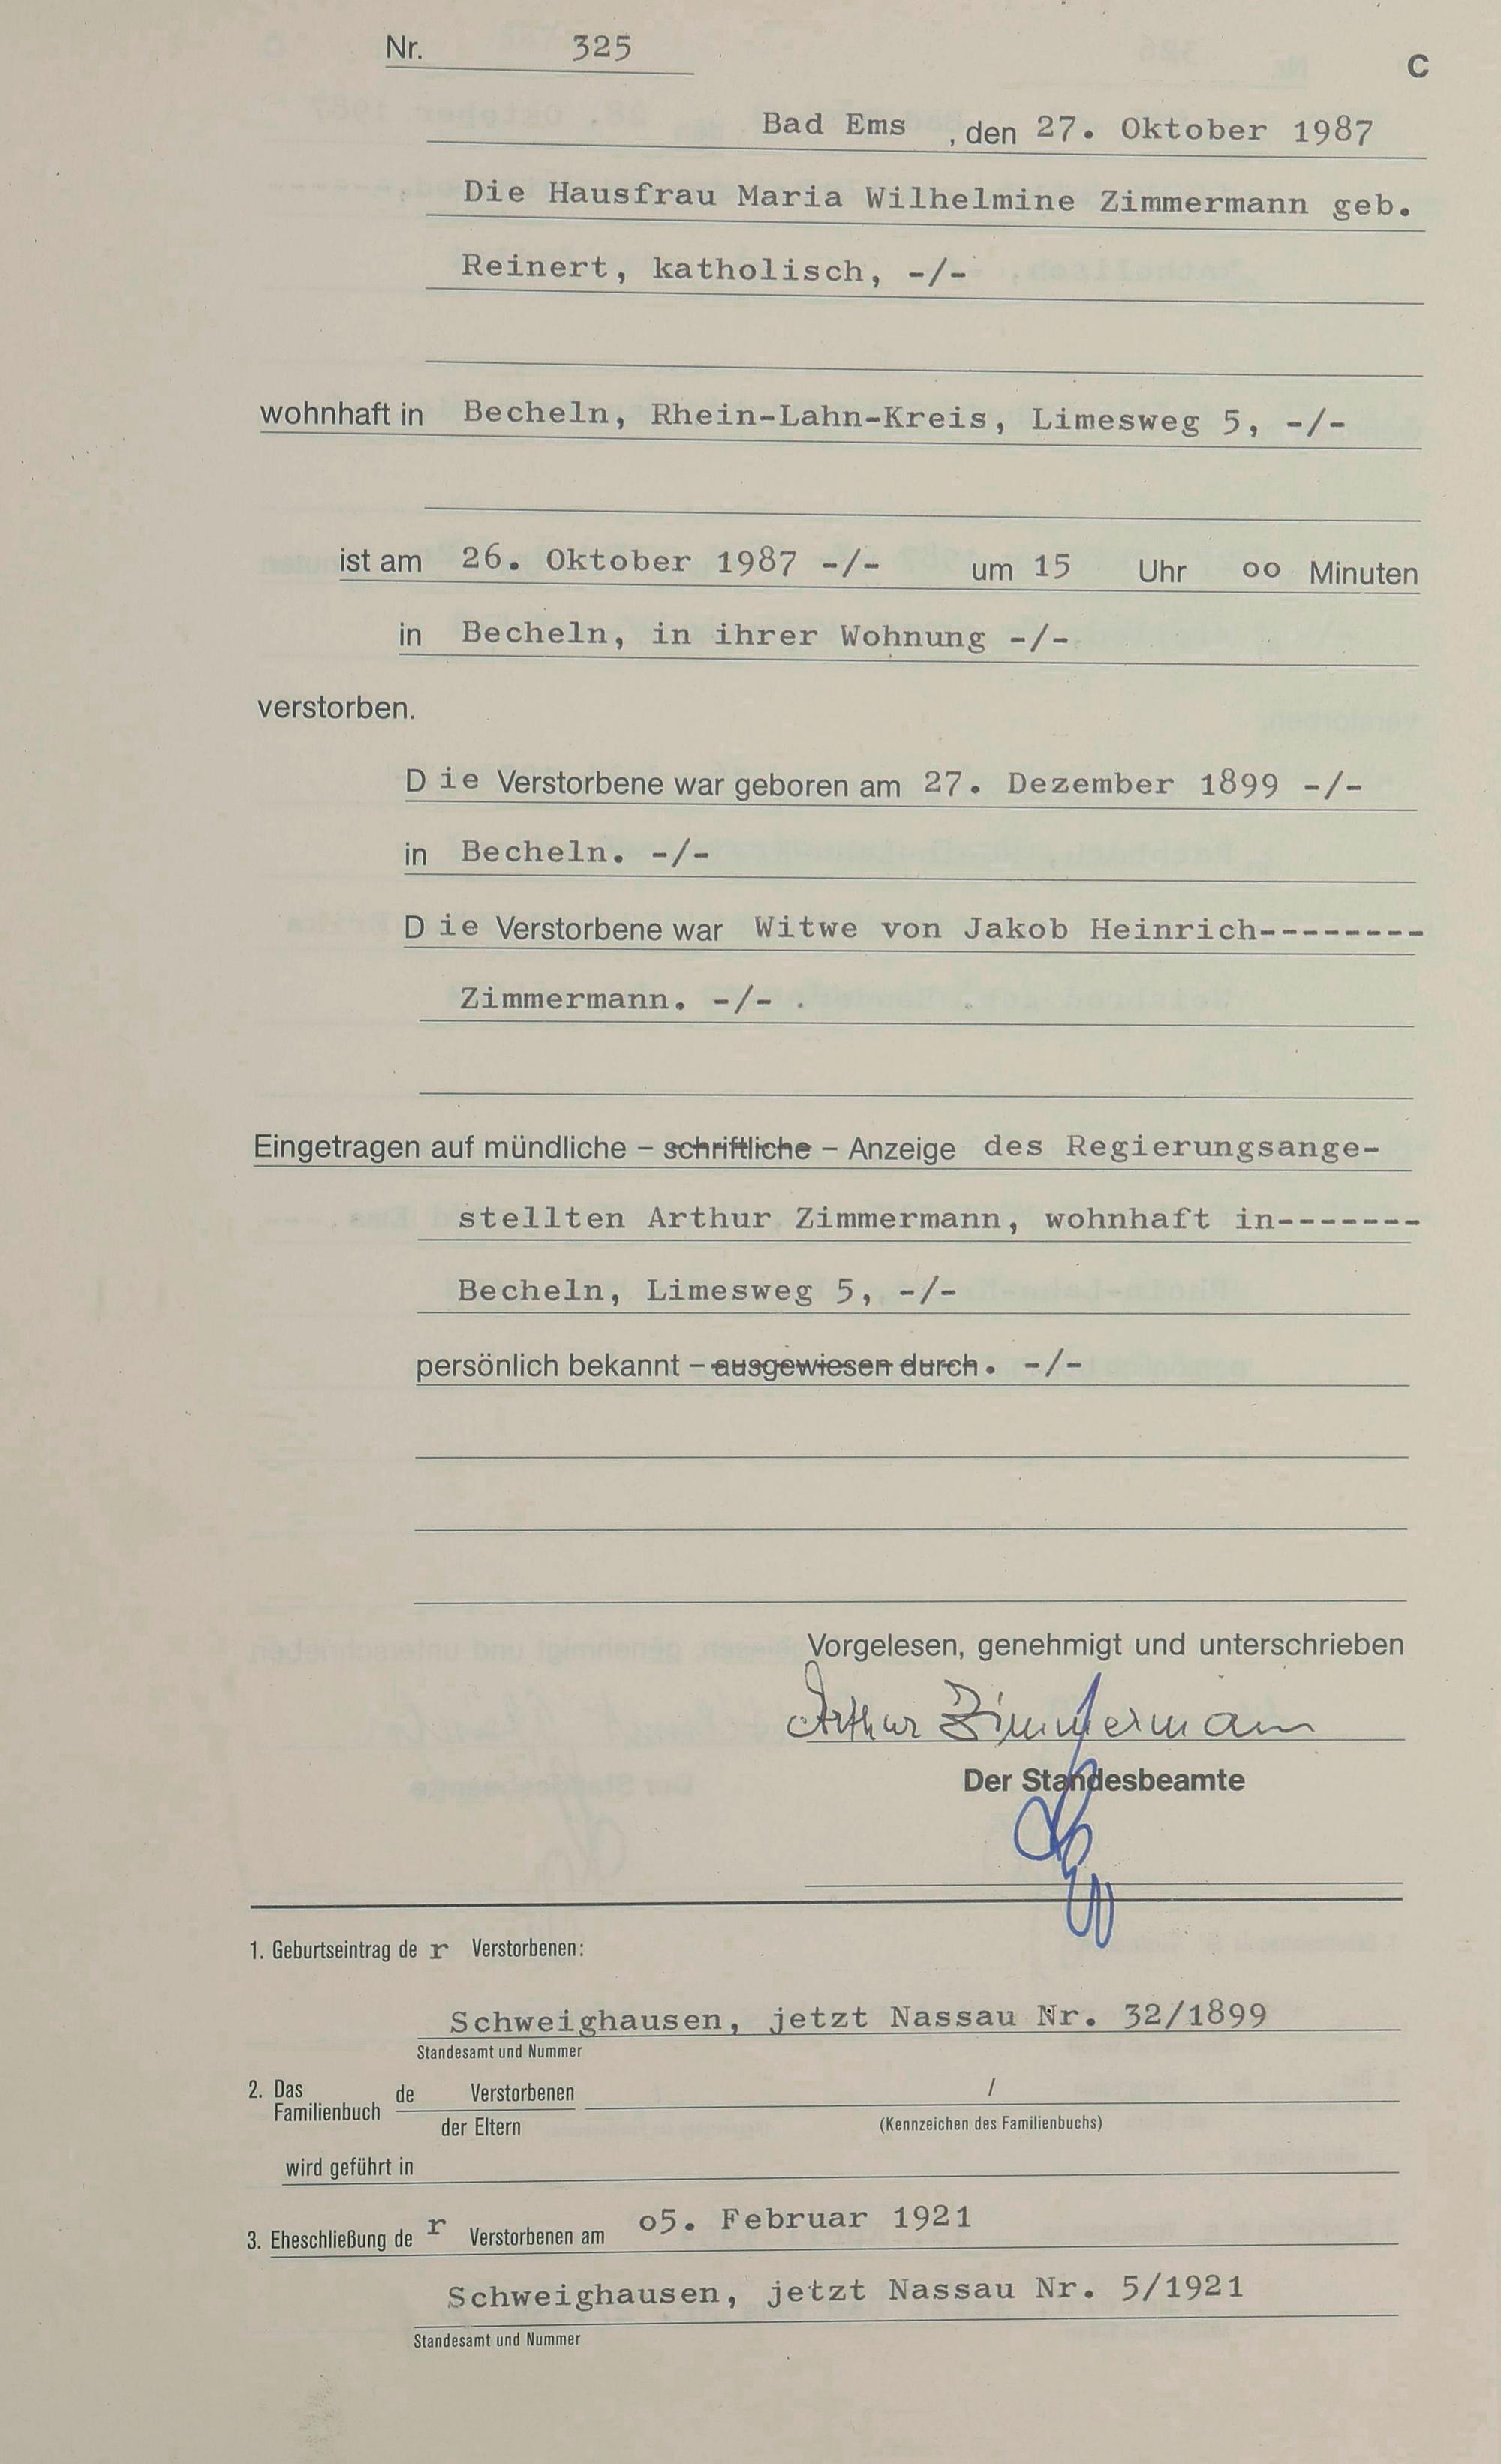 Nr. 325
C
Bad Ems , den 27. Oktober 1987
Die Hausfrau Maria Wilhelmine Zimmermann geb.
Reinert, katholisch, -/-
wohnhaft in Becheln, Rhein-Lahn-Kreis, Limesweg 5, -/-
ist am 26. Oktober 1987 -/- um 15 Uhr oo Minuten
in Becheln, in ihrer Wohnung -/-
verstorben.
D ie Verstorbene war geboren am 27. Dezember 1899 -/-
in Becheln. -/-
D ie Verstorbene war Witwe von Jakob Heinrich--------
Zimmermann. -/- .
Eingetragen auf mündliche – schriftliche – Anzeige des Regierungsange-
stellten Arthur Zimmermann, wohnhaft in-------
Becheln, Limesweg 5, -/-
persönlich bekannt – ausgewiesen durch. -/-
Vorgelesen, genehmigt und unterschrieben
Arthur Zimmermann
Der Standesbeamte
1. Geburtseintrag de r Verstorbenen:
Schweighausen, jetzt Nassau Nr. 32/1899
Standesamt und Nummer
2. Das Familienbuch de Verstorbenen /
der Eltern (Kennzeichen des Familienbuchs)
wird geführt in
3. Eheschließung de r Verstorbenen am o5. Februar 1921
Schweighausen, jetzt Nassau Nr. 5/1921
Standesamt und Nummer